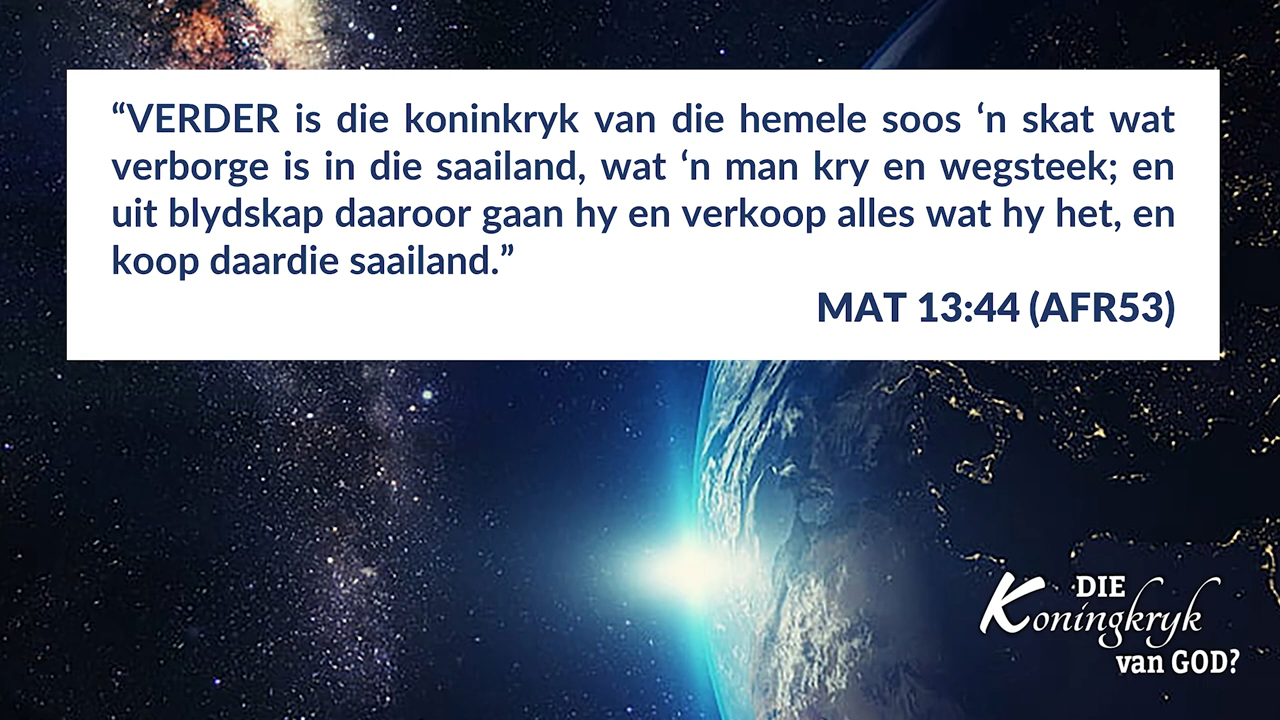 “VERDER is die koninkryk van die hemele soos ‘n skat wat
verborge is in die saailand, wat ‘n man kry en wegsteek; en
uit blydskap daaroor gaan hy en verkoop alles wat hy het, en
koop daardie saailand.”
MAT 13:44 (AFR53)
DIE
Koningkryk
van GOD?